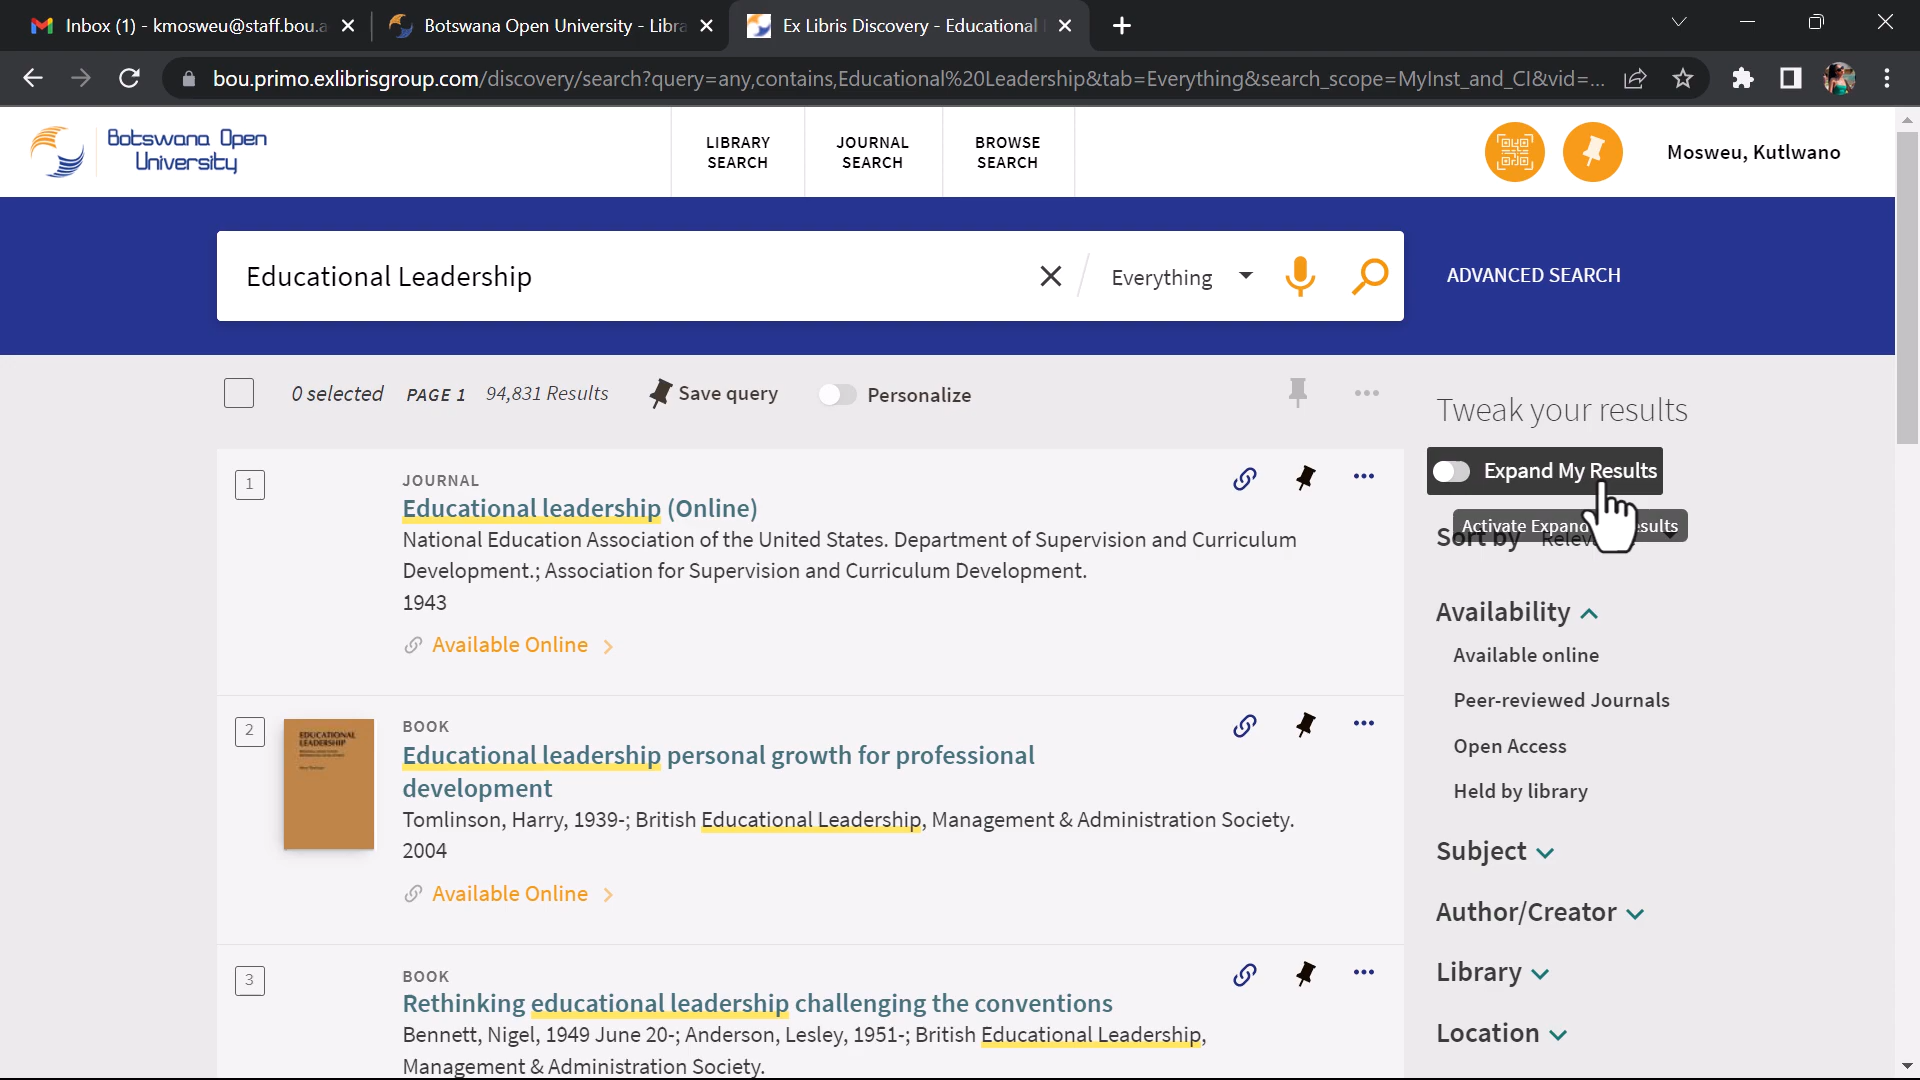 Inbox (1) - kmosweu@staff.bou.a
Botswana Open University - Libra
Ex Libris Discovery - Educational
bou.primo.exlibrisgroup.com/discovery/search?query=any,contains,Educational%20Leadership&tab=Everything&search_scope=MyInst_and_CI&vid=...
Botswana Open
University
LIBRARY
SEARCH
JOURNAL
SEARCH
BROWSE
SEARCH
Mosweu, Kutlwano
Educational Leadership
Everything
ADVANCED SEARCH
0 selected PAGE 1 94,831 Results
Save query
Personalize
Tweak your results
Expand My Results
Activate Expand
Sort by
Availability
Available online
Peer-reviewed Journals
Open Access
Held by library
Subject
Author/Creator
Library
Location
1
JOURNAL
Educational leadership (Online)
National Education Association of the United States. Department of Supervision and Curriculum
Development.; Association for Supervision and Curriculum Development.
1943
Available Online
2
EDUCATIONAL
LEADERSHIP
BOOK
Educational leadership personal growth for professional
development
Tomlinson, Harry, 1939-; British Educational Leadership, Management & Administration Society.
2004
Available Online
3
BOOK
Rethinking educational leadership challenging the conventions
Bennett, Nigel, 1949 June 20-; Anderson, Lesley, 1951-; British Educational Leadership,
Management & Administration Society.